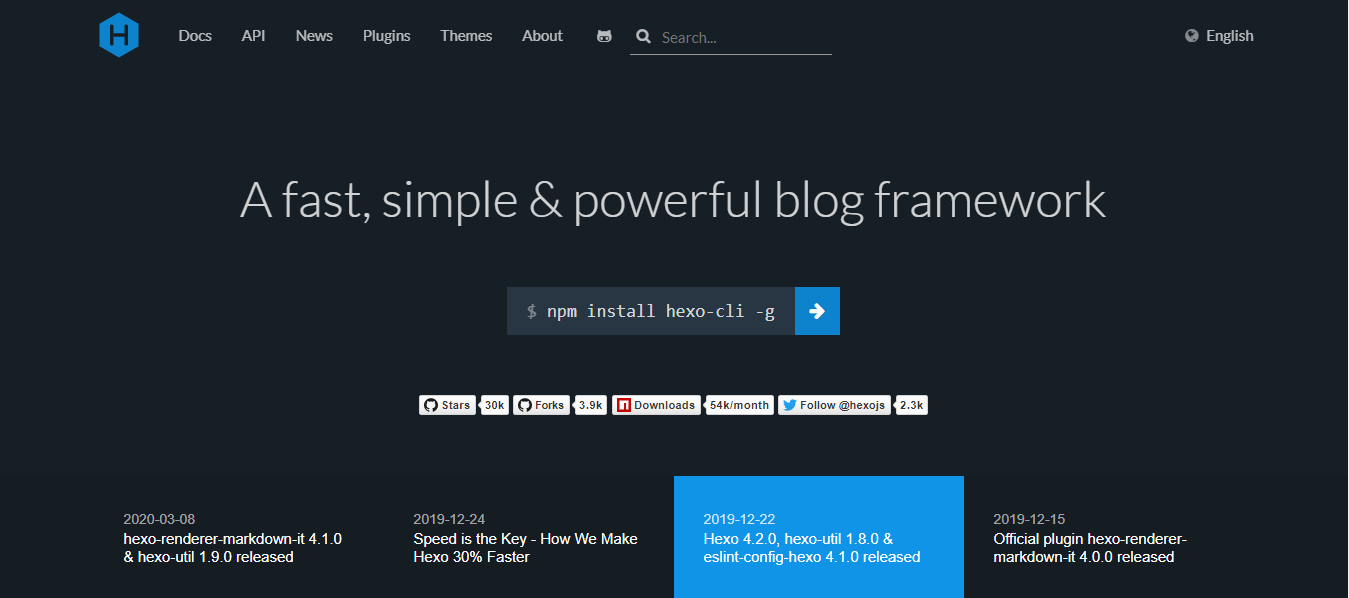 H Docs API News Plugins Themes About Search... English
A fast, simple & powerful blog framework
$ npm install hexo-cli -g
Stars 30k Forks 3.9k Downloads 54k/month Follow @hexojs 2.3k
2020-03-08
hexo-renderer-markdown-it 4.1.0
& hexo-util 1.9.0 released
2019-12-24
Speed is the Key - How We Make
Hexo 30% Faster
2019-12-22
Hexo 4.2.0, hexo-util 1.8.0 &
eslint-config-hexo 4.1.0 released
2019-12-15
Official plugin hexo-renderer-
markdown-it 4.0.0 released